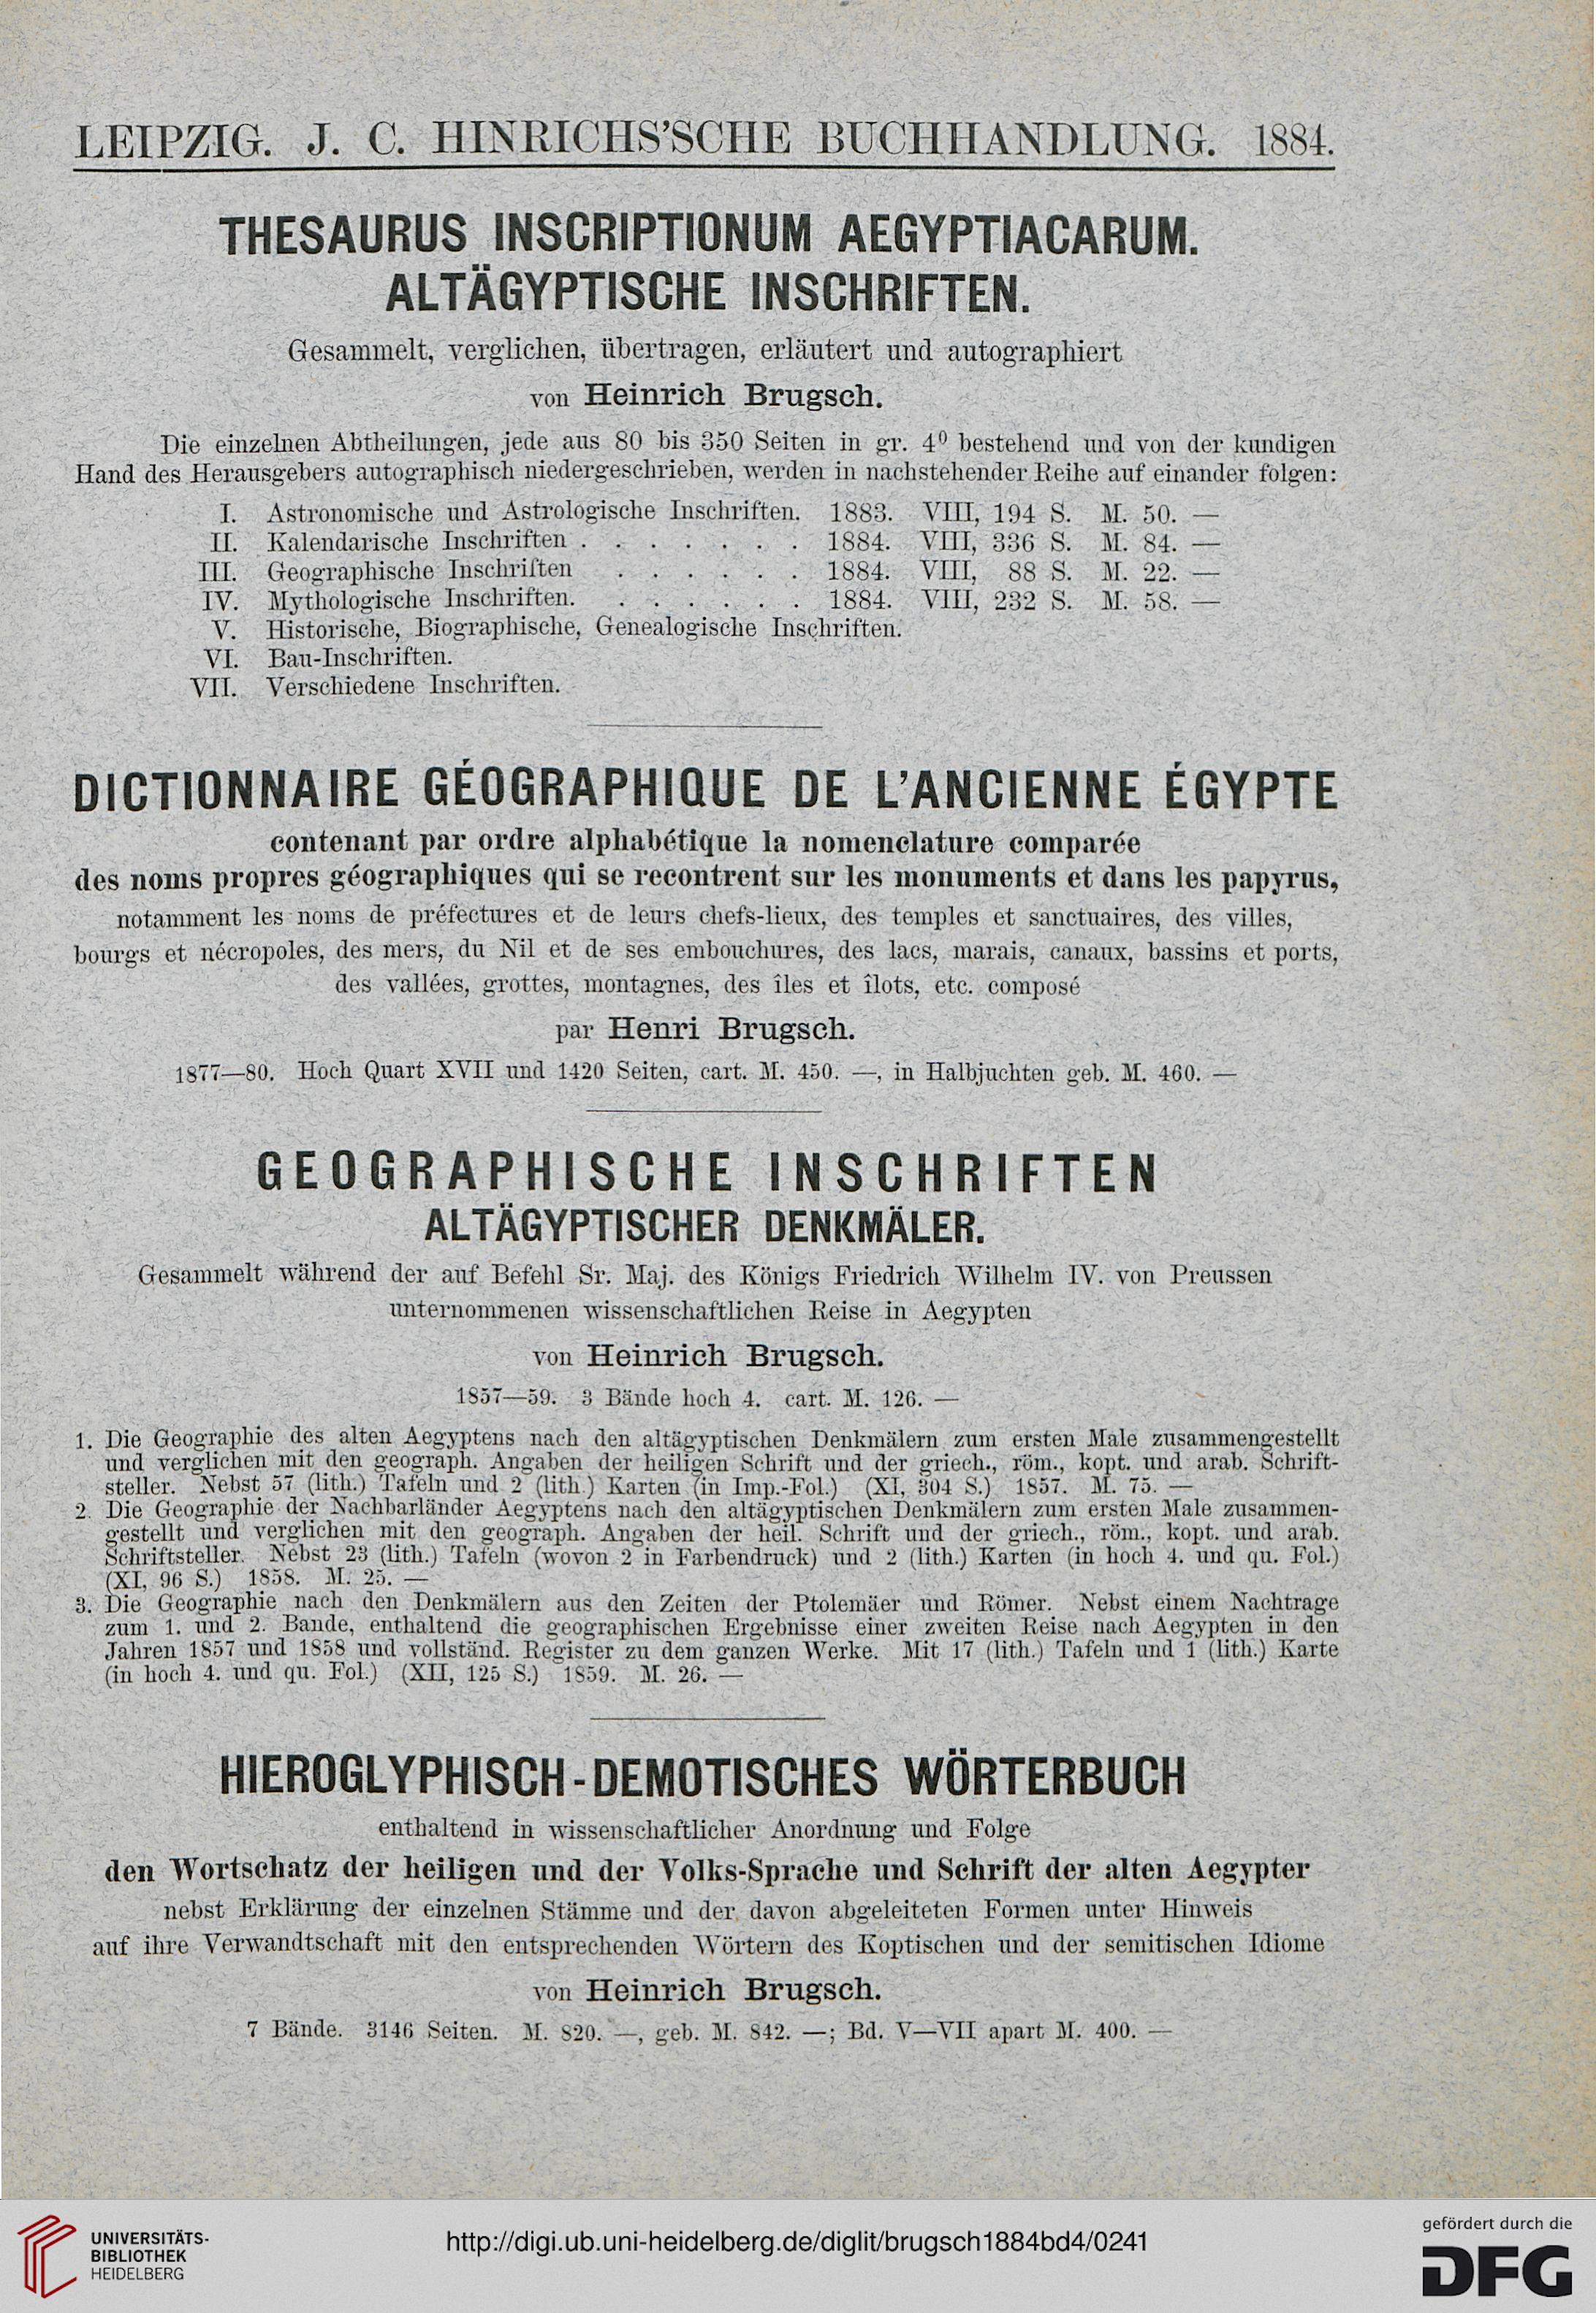 LEIPZIG. J. C. HINRICHS'SCHE BUCHHANDLUNG. 1884.
THESAURUS INSCRIPTIONUM AEGYPTIACARUM.
ALTÄGYPTISCHE INSCHRIFTEN.
Gesammelt, verglichen, übertragen, erläutert und autographiert
von Heinrich Brugsch.
Die einzelnen Abtheilungen, jede aus 80 bis 350 Seiten in gr. 4⁰ bestehend und von der kundigen
Hand des Herausgebers autographisch niedergeschrieben, werden in nachstehender Reihe auf einander folgen:
I. Astronomische und Astrologische Inschriften. 1883. VIII, 194 S. M. 50. —
II. Kalendarische Inschriften . . . . . . . 1884. VIII, 336 S. M. 84. —
III. Geographische Inschriften . . . . . . 1884. VIII, 88 S. M. 22. —
IV. Mythologische Inschriften. . . . . . . 1884. VIII, 232 S. M. 58. —
V. Historische, Biographische, Genealogische Inschriften.
VI. Bau-Inschriften.
VII. Verschiedene Inschriften.
DICTIONNAIRE GÉOGRAPHIQUE DE L'ANCIENNE ÉGYPTE
contenant par ordre alphabétique la nomenclature comparée
des noms propres géographiques qui se recontrent sur les monuments et dans les papyrus,
notamment les noms de préfectures et de leurs chefs-lieux, des temples et sanctuaires, des villes,
bourgs et nécropoles, des mers, du Nil et de ses embouchures, des lacs, marais, canaux, bassins et ports,
des vallées, grottes, montagnes, des îles et îlots, etc. composé
par Henri Brugsch.
1877—80. Hoch Quart XVII und 1420 Seiten, cart. M. 450. —, in Halbjuchten geb. M. 460. —
GEOGRAPHISCHE INSCHRIFTEN
ALTÄGYPTISCHER DENKMÄLER.
Gesammelt während der auf Befehl Sr. Maj. des Königs Friedrich Wilhelm IV. von Preussen
unternommenen wissenschaftlichen Reise in Aegypten
von Heinrich Brugsch.
1857—59. 3 Bände hoch 4. cart. M. 126. —
1. Die Geographie des alten Aegyptens nach den altägyptischen Denkmälern zum ersten Male zusammengestellt
und verglichen mit den geograph. Angaben der heiligen Schrift und der griech., röm., kopt. und arab. Schrift-
steller. Nebst 57 (lith.) Tafeln und 2 (lith.) Karten (in Imp.-Fol.) (XI, 304 S.) 1857. M. 75. —
2. Die Geographie der Nachbarländer Aegyptens nach den altägyptischen Denkmälern zum ersten Male zusammen-
gestellt und verglichen mit den geograph. Angaben der heil. Schrift und der griech., röm., kopt. und arab.
Schriftsteller. Nebst 23 (lith.) Tafeln (wovon 2 in Farbendruck) und 2 (lith.) Karten (in hoch 4. und qu. Fol.)
(XI, 96 S.) 1858. M. 25. —
3. Die Geographie nach den Denkmälern aus den Zeiten der Ptolemäer und Römer. Nebst einem Nachtrage
zum 1. und 2. Bande, enthaltend die geographischen Ergebnisse einer zweiten Reise nach Aegypten in den
Jahren 1857 und 1858 und vollständ. Register zu dem ganzen Werke. Mit 17 (lith.) Tafeln und 1 (lith.) Karte
(in hoch 4. und qu. Fol.) (XII, 125 S.) 1859. M. 26. —
HIEROGLYPHISCH-DEMOTISCHES WÖRTERBUCH
enthaltend in wissenschaftlicher Anordnung und Folge
den Wortschatz der heiligen und der Volks-Sprache und Schrift der alten Aegypter
nebst Erklärung der einzelnen Stämme und der davon abgeleiteten Formen unter Hinweis
auf ihre Verwandtschaft mit den entsprechenden Wörtern des Koptischen und der semitischen Idiome
von Heinrich Brugsch.
7 Bände. 3146 Seiten. M. 820. —, geb. M. 842. —; Bd. V—VII apart M. 400. —
UNIVERSITÄTS-
BIBLIOTHEK
HEIDELBERG
http://digi.ub.uni-heidelberg.de/diglit/brugsch1884bd4/0241
gefördert durch die
DFG